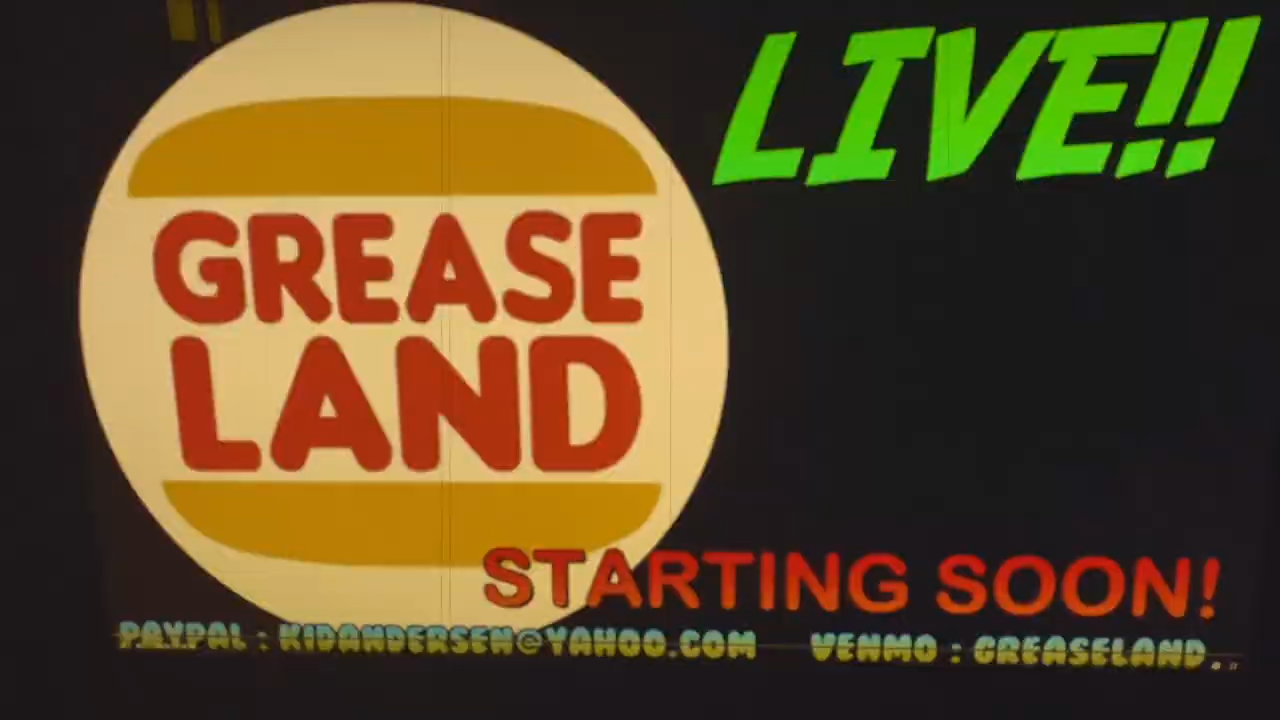 LIVE!!
GREASE
LAND
STARTING SOON!
PAYPAL : KIDANDERSEN@YAHOO.COM VENMO : GREASELAND